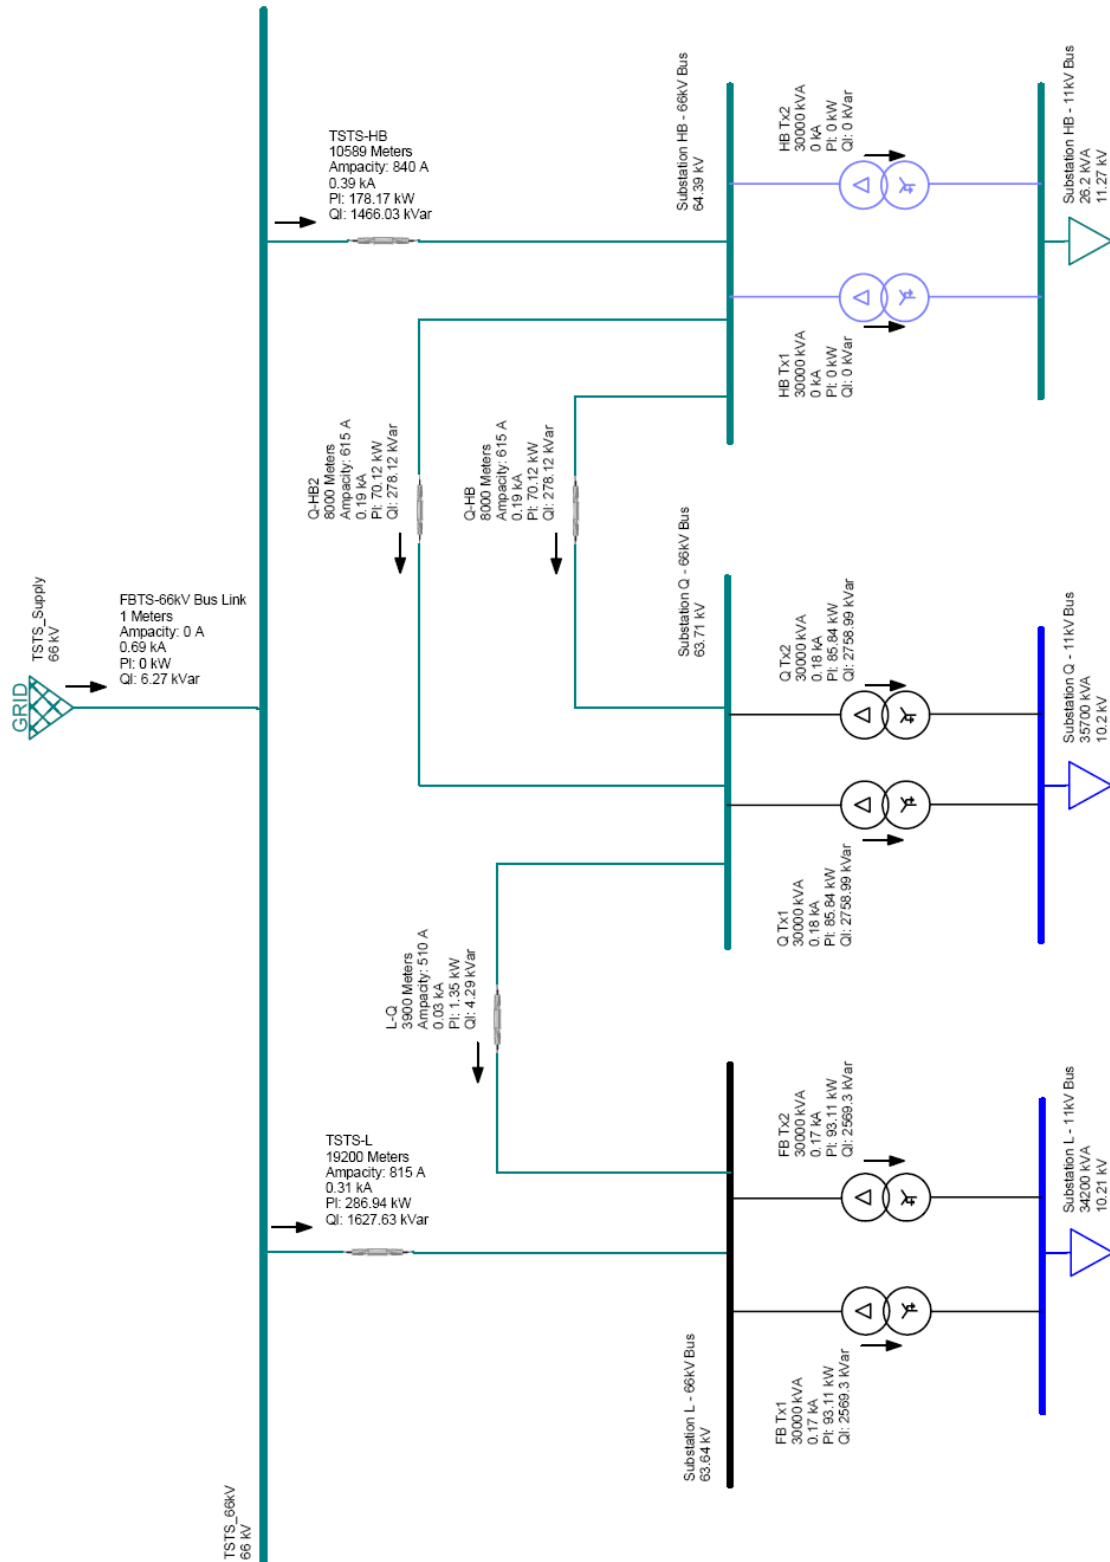 GRID
TSTS_Supply
66 kV
FBTS-66kV Bus Link
1 Meters
Ampacity: 0 A
0.69 kA
Pl: 0 kW
Ql: 6.27 kVar
TSTS_66kV
66 kV
TSTS-HB
10589 Meters
Ampacity: 840 A
0.39 kA
Pl: 178.17 kW
Ql: 1466.03 kVar
TSTS-L
19200 Meters
Ampacity: 815 A
0.31 kA
Pl: 286.94 kW
Ql: 1627.63 kVar
Q-HB2
8000 Meters
Ampacity: 615 A
0.19 kA
Pl: 70.12 kW
Ql: 278.12 kVar
Q-HB
8000 Meters
Ampacity: 615 A
0.19 kA
Pl: 70.12 kW
Ql: 278.12 kVar
L-Q
3900 Meters
Ampacity: 510 A
0.03 kA
Pl: 1.35 kW
Ql: 4.29 kVar
Substation HB - 66kV Bus
64.39 kV
Substation Q - 66kV Bus
63.71 kV
Substation L - 66kV Bus
63.64 kV
HB Tx2
30000 kVA
0 kA
Pl: 0 kW
Ql: 0 kVar
HB Tx1
30000 kVA
0 kA
Pl: 0 kW
Ql: 0 kVar
Q Tx2
30000 kVA
0.18 kA
Pl: 85.84 kW
Ql: 2758.99 kVar
Q Tx1
30000 kVA
0.18 kA
Pl: 85.84 kW
Ql: 2758.99 kVar
FB Tx2
30000 kVA
0.17 kA
Pl: 93.11 kW
Ql: 2569.3 kVar
FB Tx1
30000 kVA
0.17 kA
Pl: 93.11 kW
Ql: 2569.3 kVar
Substation HB - 11kV Bus
26.2 kVA
11.27 kV
Substation Q - 11kV Bus
35700 kVA
10.2 kV
Substation L - 11kV Bus
34200 kVA
10.21 kV